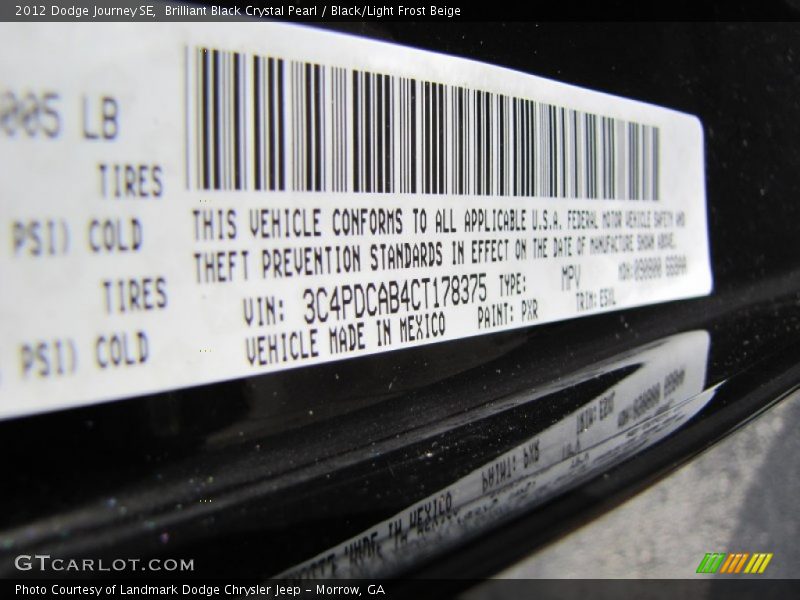 2012 Dodge Journey SE, Brilliant Black Crystal Pearl / Black/Light Frost Beige
005 LB
TIRES
PSI) COLD
TIRES
PSI) COLD
THIS VEHICLE CONFORMS TO ALL APPLICABLE U.S.A. FEDERAL MOTOR VEHICLE SAFETY AND
THEFT PREVENTION STANDARDS IN EFFECT ON THE DATE OF MANUFACTURE SHOWN ABOVE.
VIN: 3C4PDCAB4CT178375 TYPE: MPV
VEHICLE MADE IN MEXICO PAINT: PXR TRIM:
GTCARLOT.COM
Photo Courtesy of Landmark Dodge Chrysler Jeep – Morrow, GA